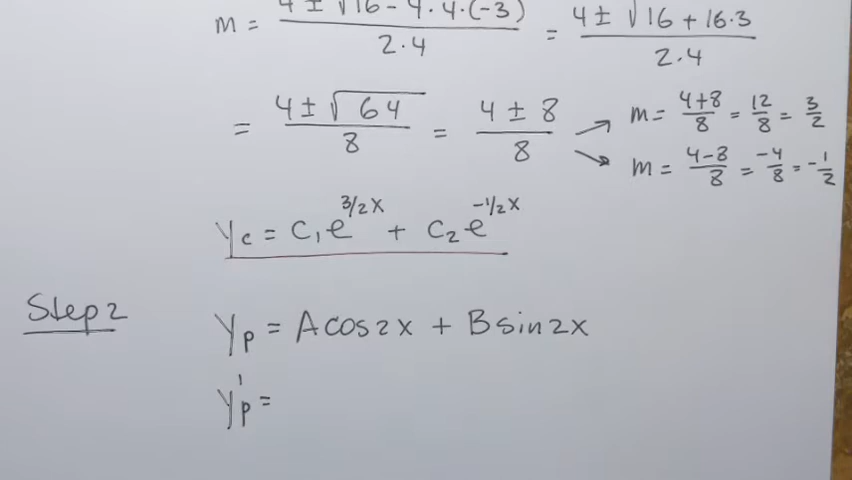 m = 4 ± √16 - 4·4·(-3) / 2·4 = 4 ± √16 + 16·3 / 2·4
= 4 ± √64 / 8 = 4 ± 8 / 8
m = 4+8 / 8 = 12/8 = 3/2
m = 4-8 / 8 = -4/8 = -1/2
yc = c₁e^3/2x + c₂e^-1/2x
Step 2
yp = Acos2x + Bsin2x
yp' =